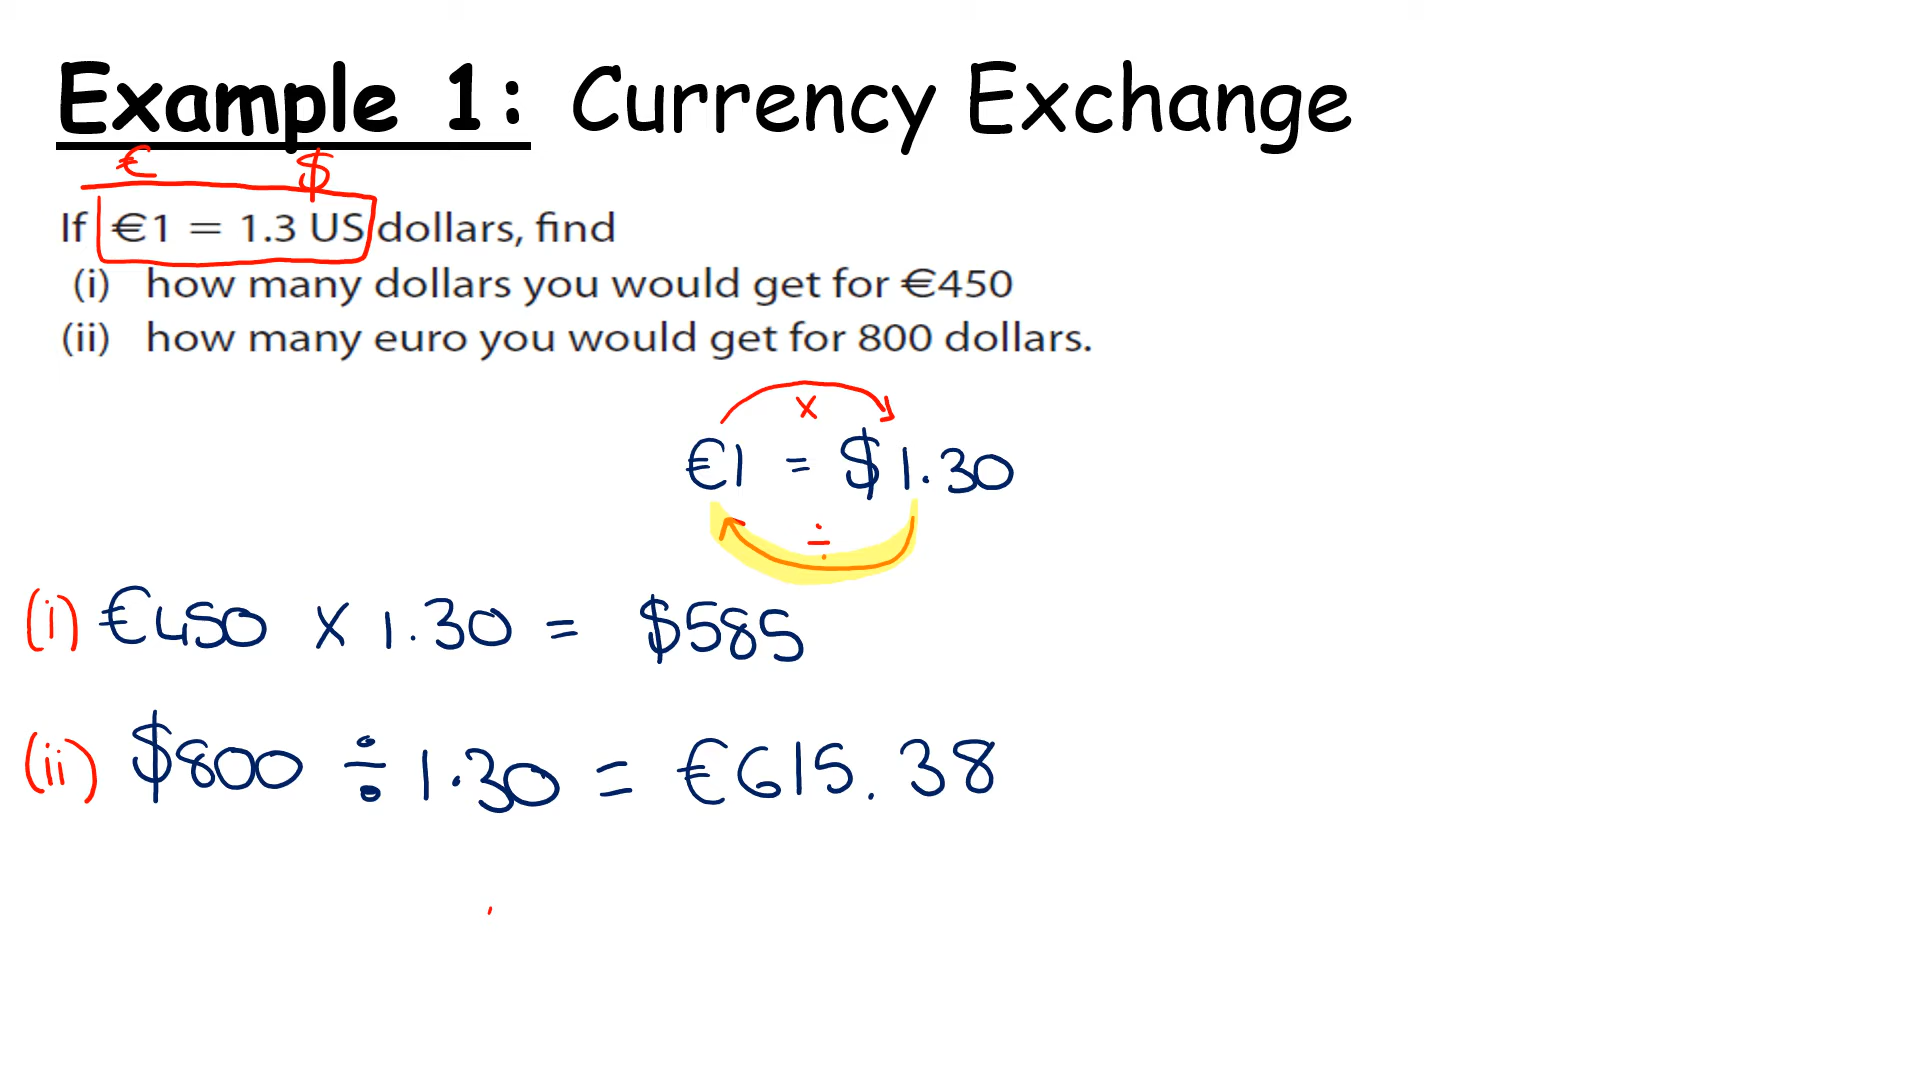 Example 1: Currency Exchange
€ $
If €1 = 1.3 US dollars, find
(i) how many dollars you would get for €450
(ii) how many euro you would get for 800 dollars.
x
€1 = $1.30
÷
(i) €450 x 1.30 = $585
(ii) $800 ÷ 1.30 = €615.38